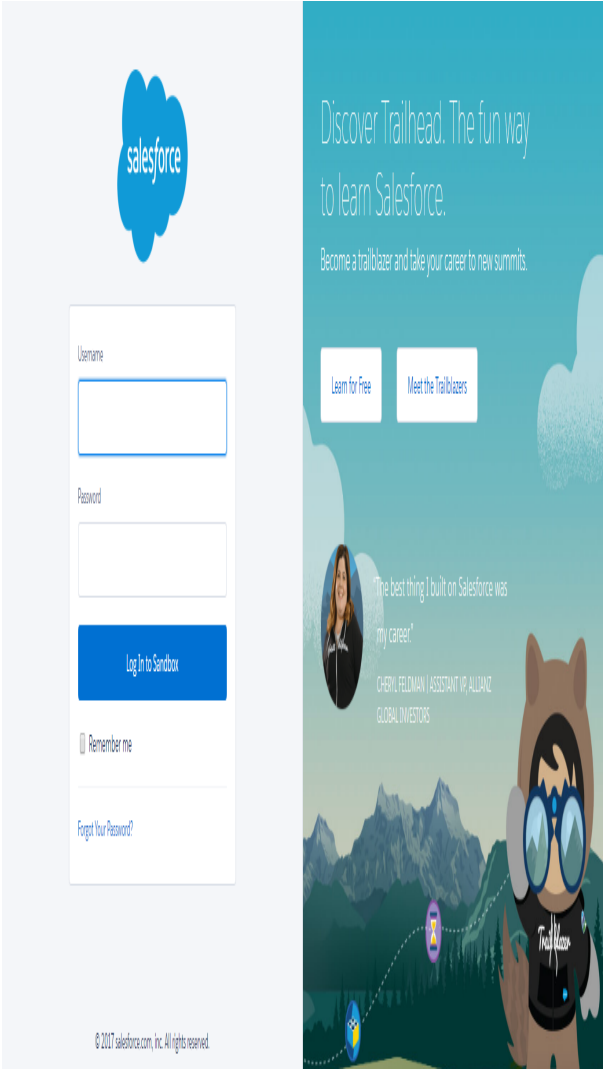 salesforce
Username
Password
Log In to Sandbox
Remember me
Forgot Your Password?
© 2017 salesforce.com, inc. All rights reserved.
Discover Trailhead. The fun way
to learn Salesforce.
Become a trailblazer and take your career to new summits.
Learn for Free
Meet the Trailblazers
"The best thing I built on Salesforce was
my career."
CHERYL FELDMAN | ASSISTANT VP, ALLIANZ
GLOBAL INVESTORS
Trailblazer